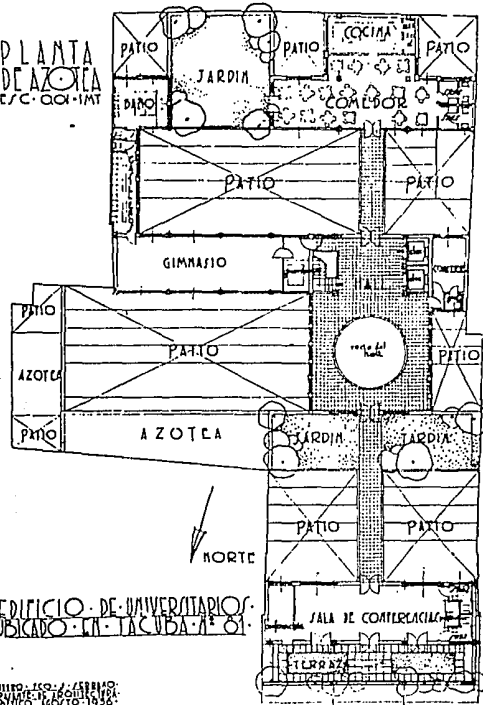 PLANTA
DE AZOTEA
ESC·0.01·1MT
PATIO
JARDIN
PATIO
COCINA
PATIO
BAÑO
COMEDOR
PATIO
PATIO
GIMNASIO
HALL
PATIO
PATIO
PATIO
AZOTEA
PATIO
AZOTEA
JARDIN
JARDIN
NORTE
PATIO
PATIO
EDIFICIO·DE·UNIVERSITARIOS·
UBICADO·EN·TACUBA·Nº 81·
SALA DE CONFERENCIAS
TERRAZA